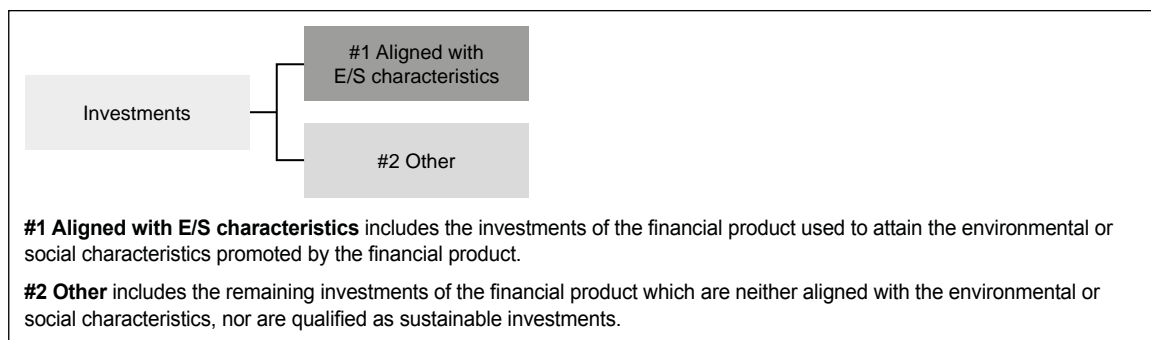 #1 Aligned with
E/S characteristics
Investments
#2 Other
#1 Aligned with E/S characteristics includes the investments of the financial product used to attain the environmental or
social characteristics promoted by the financial product.
#2 Other includes the remaining investments of the financial product which are neither aligned with the environmental or
social characteristics, nor are qualified as sustainable investments.